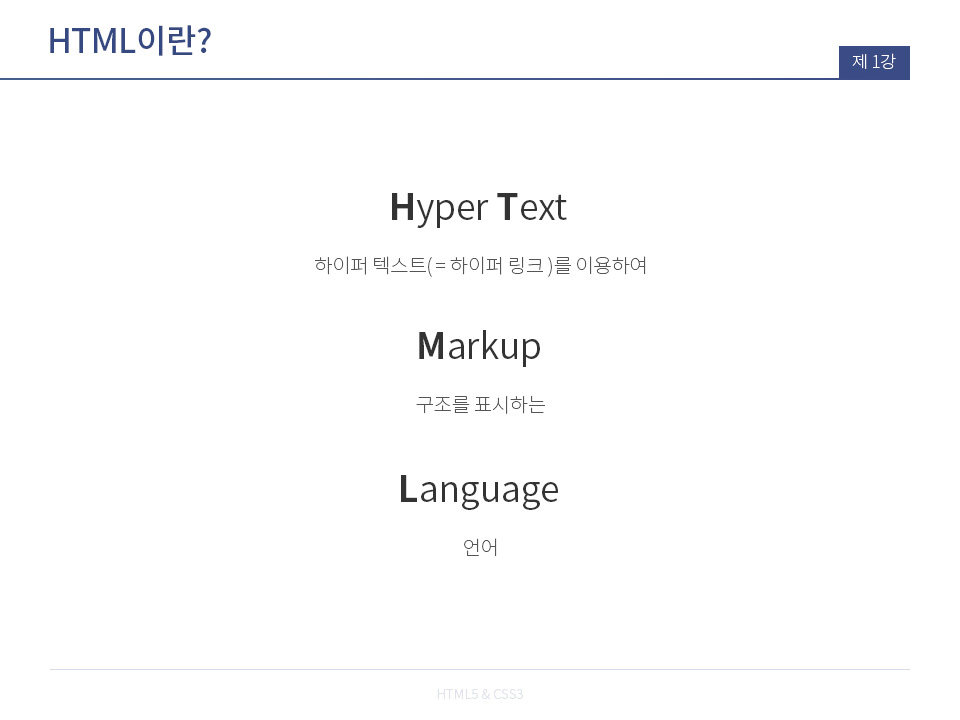 HTML이란?
제 1강
Hyper Text
하이퍼 텍스트( = 하이퍼 링크 )를 이용하여
Markup
구조를 표시하는
Language
언어
HTML5 & CSS3